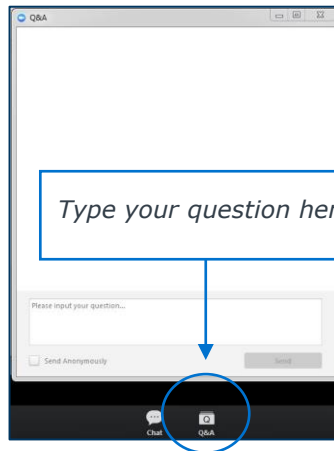 Q&A
Type your question her
Please input your question...
Send Anonymously
Send
Chat
Q
Q&A